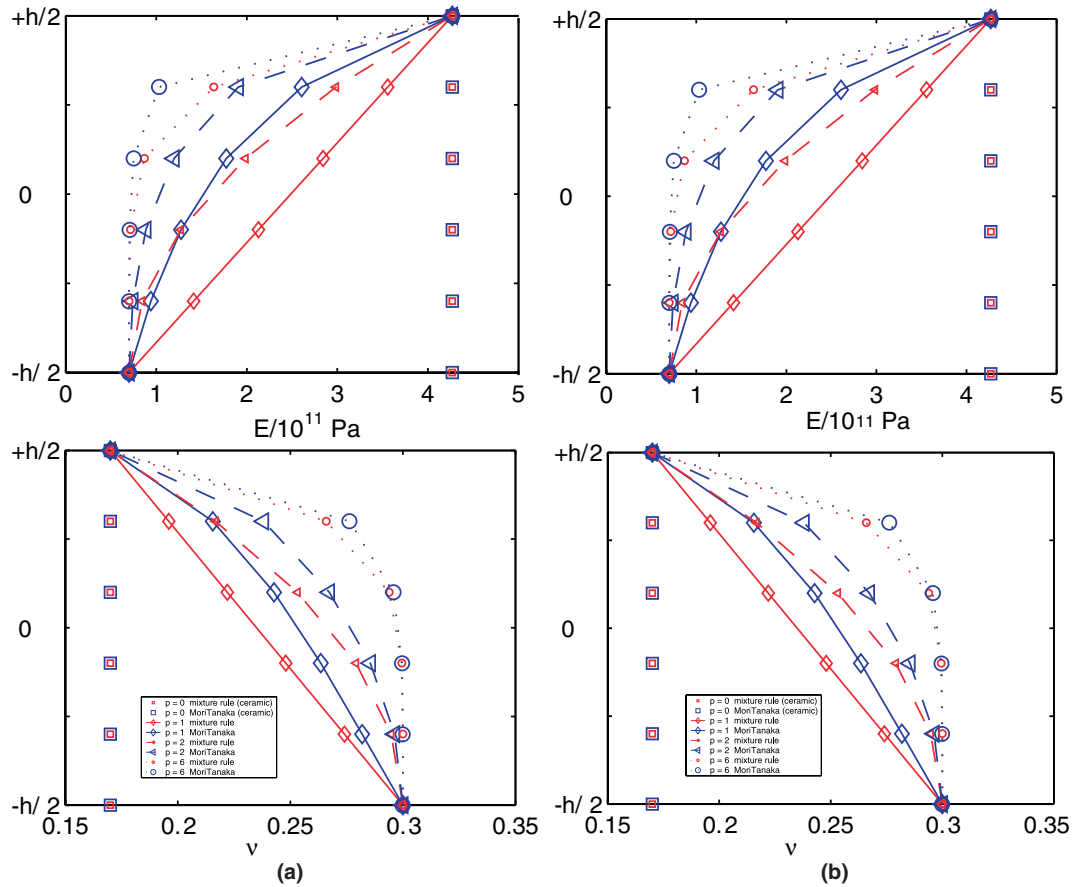 +h/2
0
-h/ 2
0 1 2 3 4 5
E/10¹¹ Pa
+h/2
0
-h/ 2
0 1 2 3 4 5
E/10¹¹ Pa
+h/2
0
-h/ 2
p = 0 mixture rule (ceramic)
p = 0 MoriTanaka (ceramic)
p = 1 mixture rule
p = 1 MoriTanaka
p = 2 mixture rule
p = 2 MoriTanaka
p = 6 mixture rule
p = 6 MoriTanaka
0.15 0.2 0.25 0.3 0.35
ν
(a)
+h/2
0
-h/ 2
p = 0 mixture rule (ceramic)
p = 0 MoriTanaka (ceramic)
p = 1 mixture rule
p = 1 MoriTanaka
p = 2 mixture rule
p = 2 MoriTanaka
p = 6 mixture rule
p = 6 MoriTanaka
0.15 0.2 0.25 0.3 0.35
ν
(b)